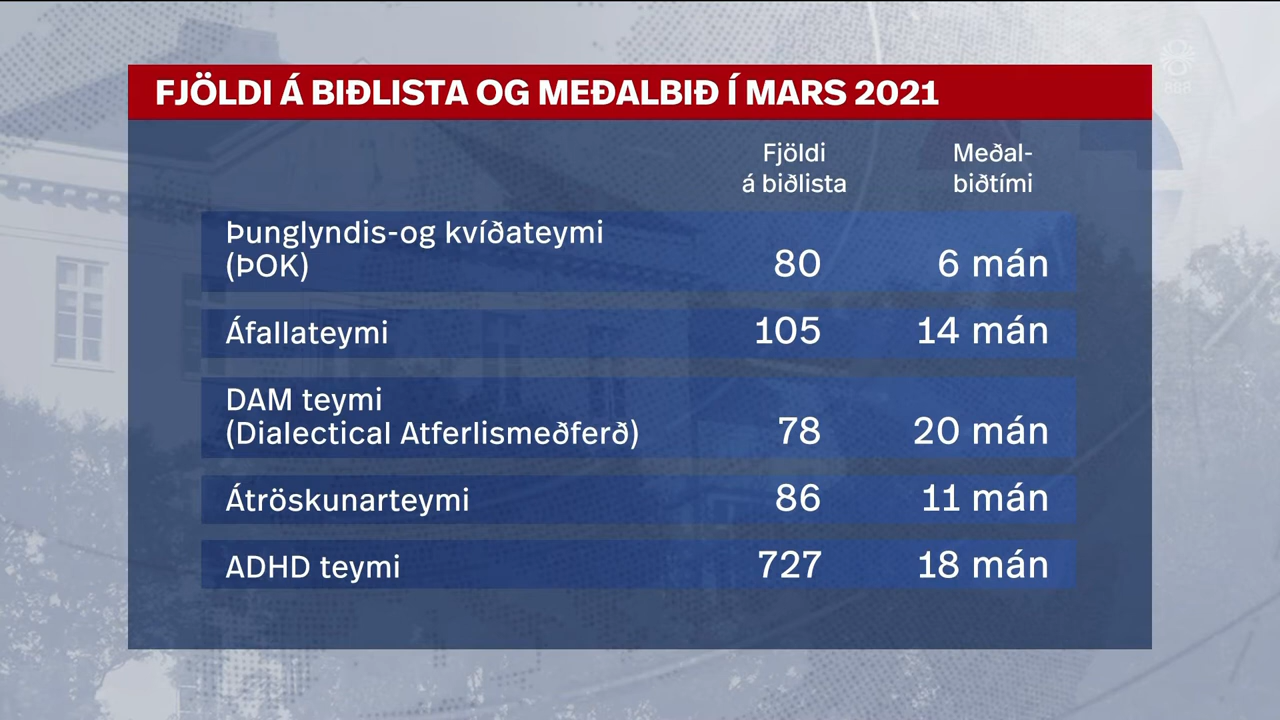 FJÖLDI Á BIÐLISTA OG MEÐALBIÐ Í MARS 2021
888
Fjöldi á biðlista
Meðal-biðtími
Þunglyndis-og kvíðateymi
(ÞOK) 80 6 mán
Áfallateymi 105 14 mán
DAM teymi
(Dialectical Atferlismeðferð) 78 20 mán
Átröskunarteymi 86 11 mán
ADHD teymi 727 18 mán